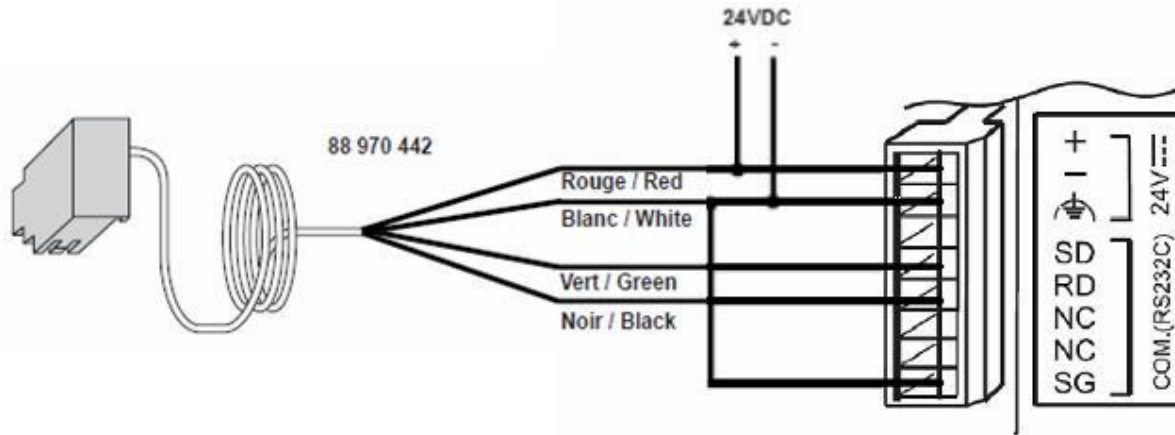 24VDC
+ -
88 970 442
Rouge / Red
Blanc / White
Vert / Green
Noir / Black
+
-
24V
SD
RD
NC
NC
SG
COM.(RS232C)